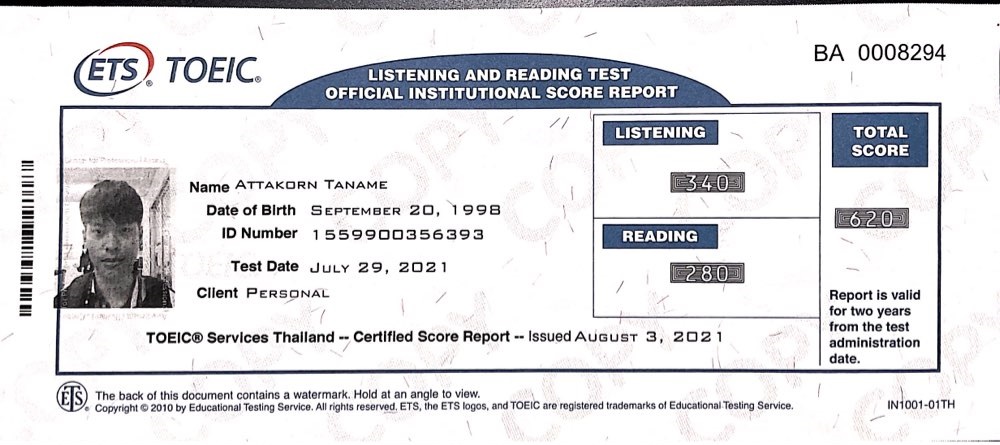 ETS® TOEIC®
BA 0008294
LISTENING AND READING TEST
OFFICIAL INSTITUTIONAL SCORE REPORT
Name ATTAKORN TANAME
Date of Birth SEPTEMBER 20, 1998
ID Number 1559900356393
Test Date JULY 29, 2021
Client PERSONAL
LISTENING
340
READING
280
TOTAL
SCORE
620
Report is valid
for two years
from the test
administration
date.
TOEIC® Services Thailand -- Certified Score Report -- Issued AUGUST 3, 2021
ETS® The back of this document contains a watermark. Hold at an angle to view.
Copyright © 2010 by Educational Testing Service. All rights reserved. ETS, the ETS logos, and TOEIC are registered trademarks of Educational Testing Service.
IN1001-01TH
COPY